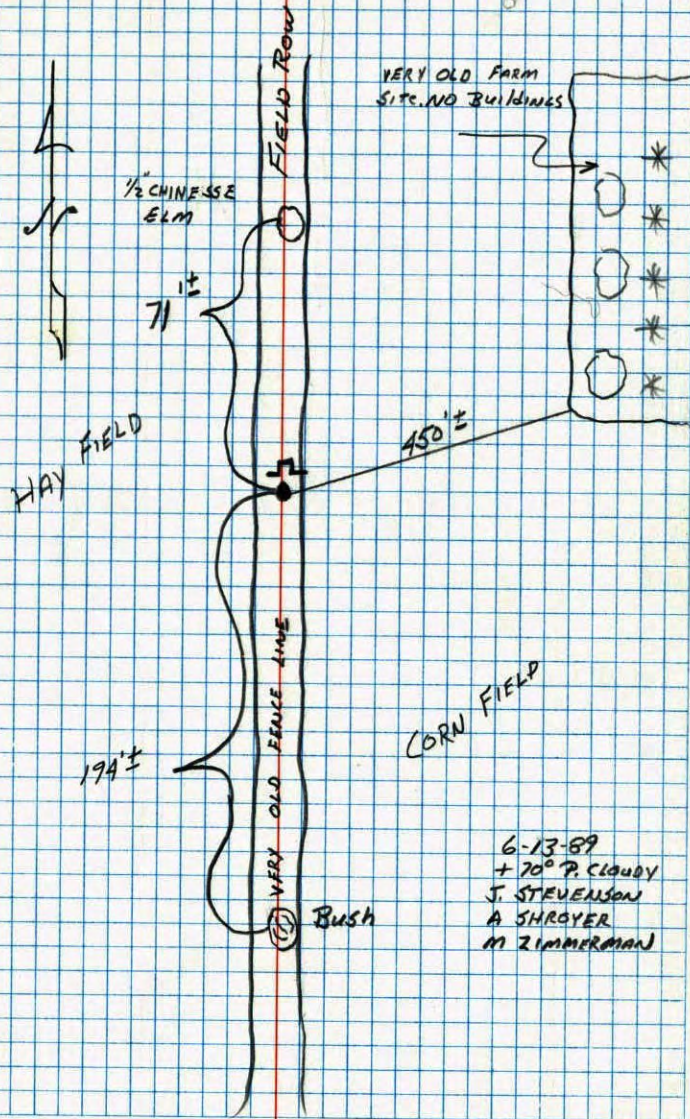 FIELD ROW
VERY OLD FARM
SITE. NO BuildINGS
1/2" CHINESSE
ELM
N
71'±
HAY FIELD
450'±
VERY OLD FENCE LINE
CORN FIELD
194'±
Bush
6-13-89
+ 70° P. CLOUDY
J. STEVENSON
A SHROYER
M ZIMMERMAN